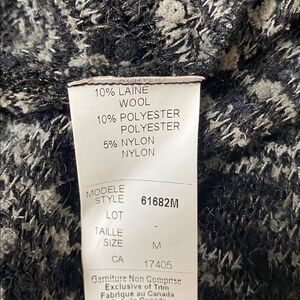 10% LAINE
WOOL
10% POLYESTER
POLYESTER
5% NYLON
NYLON
MODELE
STYLE 61682M
LOT -
TAILLE
SIZE M
CA 17405
Garniture Non Comprise
Exclusive of Trim
Fabrique au Canada